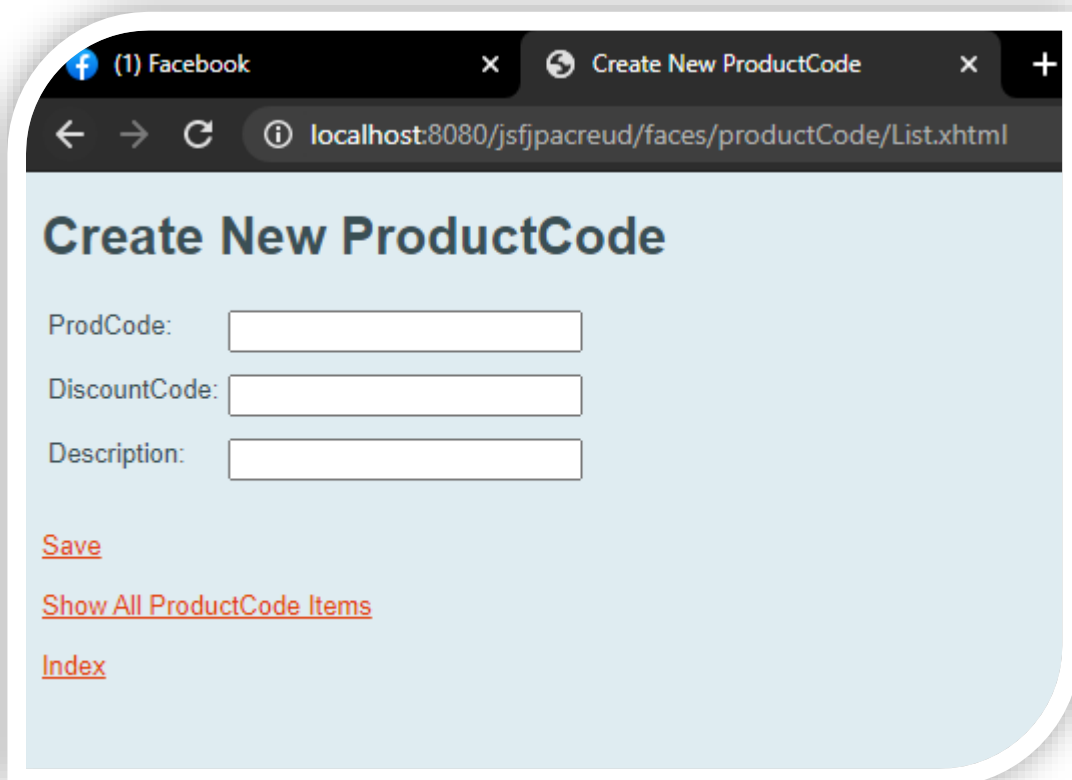 (1) Facebook
Create New ProductCode
localhost:8080/jsfjpacreud/faces/productCode/List.xhtml
Create New ProductCode
ProdCode:
DiscountCode:
Description:
Save
Show All ProductCode Items
Index